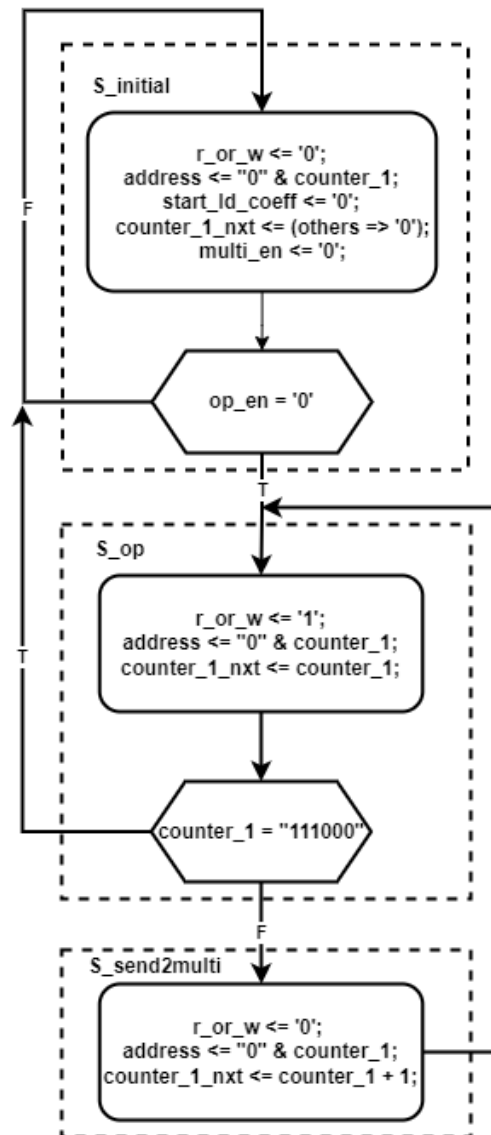 S_initial
r_or_w <= '0';
address <= "0" & counter_1;
start_ld_coeff <= '0';
counter_1_nxt <= (others => '0');
multi_en <= '0';
F
op_en = '0'
T
S_op
r_or_w <= '1';
address <= "0" & counter_1;
counter_1_nxt <= counter_1;
T
counter_1 = "111000"
F
S_send2multi
r_or_w <= '0';
address <= "0" & counter_1;
counter_1_nxt <= counter_1 + 1;